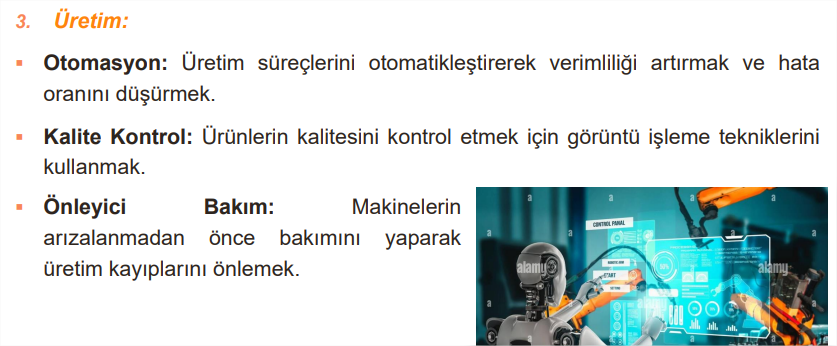 3. Üretim:
▪ Otomasyon: Üretim süreçlerini otomatikleştirerek verimliliği artırmak ve hata
oranını düşürmek.
▪ Kalite Kontrol: Ürünlerin kalitesini kontrol etmek için görüntü işleme tekniklerini
kullanmak.
▪ Önleyici Bakım: Makinelerin
arızalanmadan önce bakımını yaparak
üretim kayıplarını önlemek.
CONTROL PANEL
START
alamy
alamy